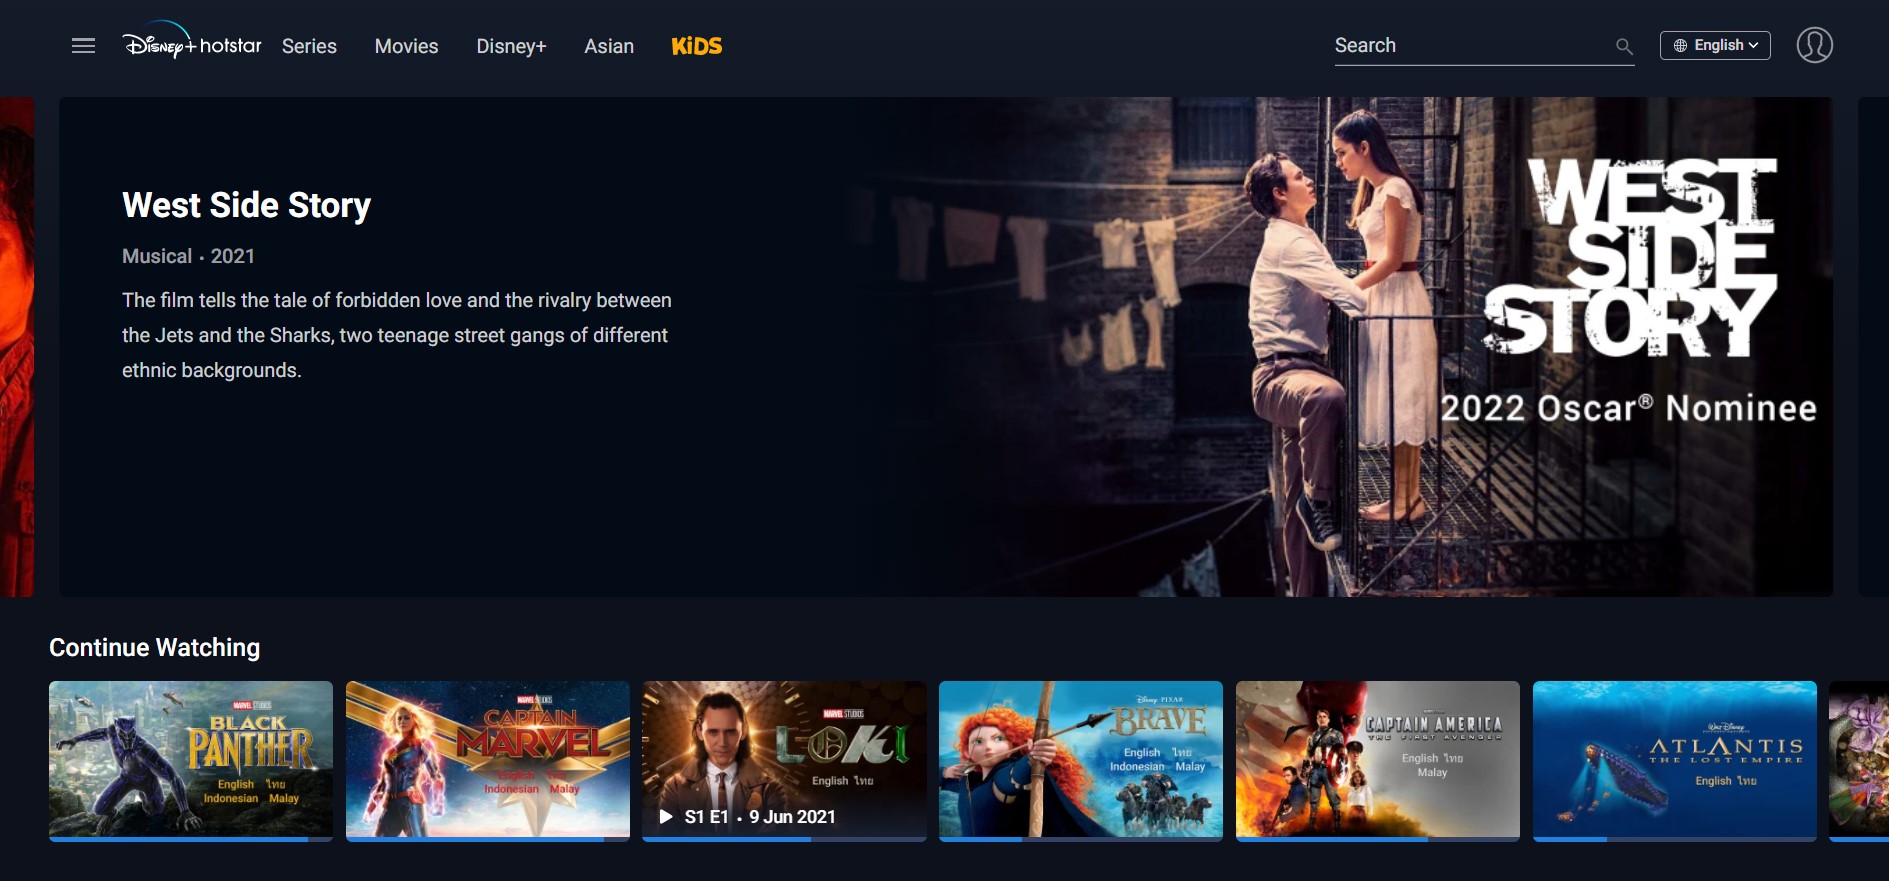 Disney+ hotstar
Series
Movies
Disney+
Asian
KiDS
Search
English
West Side Story
Musical • 2021
The film tells the tale of forbidden love and the rivalry between
the Jets and the Sharks, two teenage street gangs of different
ethnic backgrounds.
WEST
SIDE
STORY
2022 Oscar® Nominee
Continue Watching
MARVEL STUDIOS
BLACK
PANTHER
English ไทย
Indonesian Malay
MARVEL STUDIOS
CAPTAIN
MARVEL
English ไทย
Indonesian Malay
MARVEL STUDIOS
LOKI
English ไทย
S1 E1 • 9 Jun 2021
Disney PIXAR
BRAVE
English ไทย
Indonesian Malay
CAPTAIN AMERICA
THE FIRST AVENGER
English ไทย
Malay
Walt Disney
ATLANTIS
THE LOST EMPIRE
English ไทย